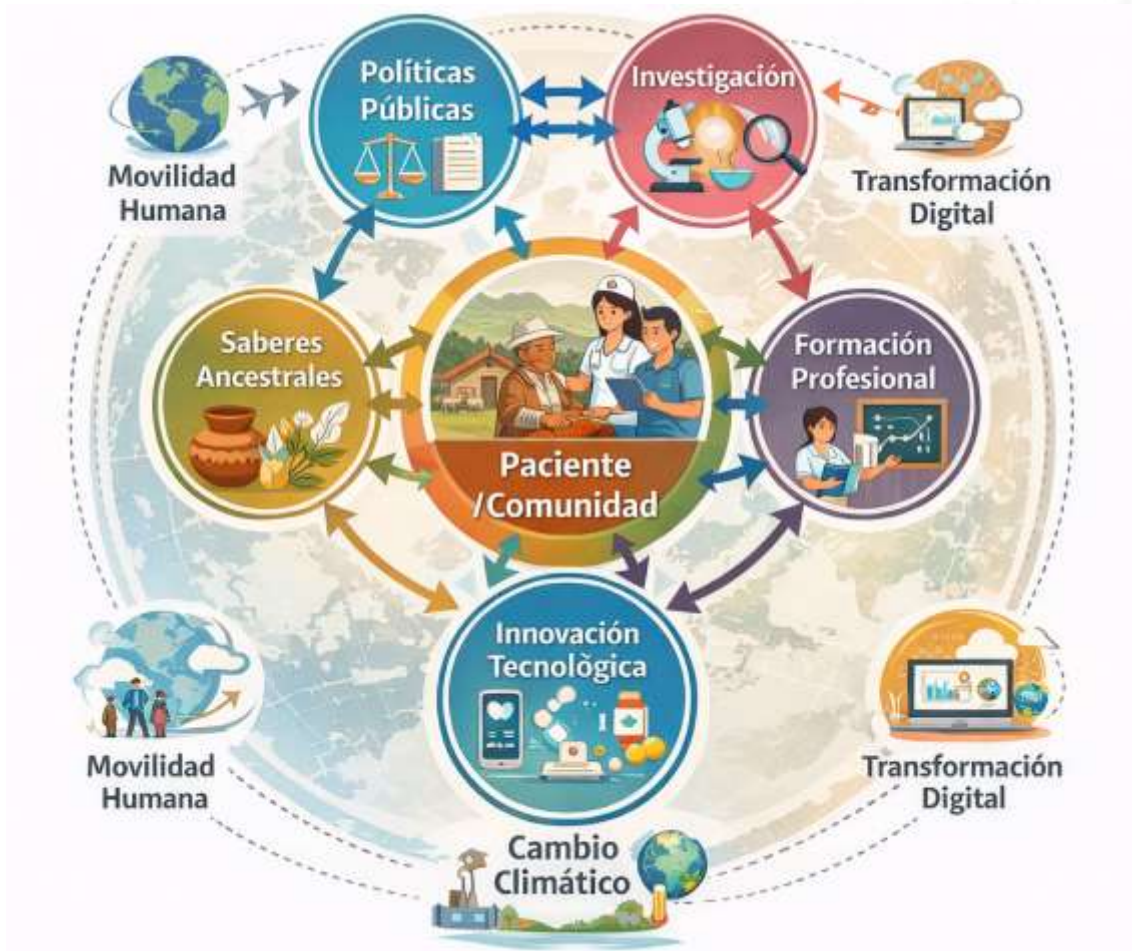 Políticas
Públicas
Investigación
Movilidad
Humana
Transformación
Digital
Saberes
Ancestrales
Formación
Profesional
Paciente
/Comunidad
Innovación
Tecnològica
Movilidad
Humana
Transformación
Digital
Cambio
Climático